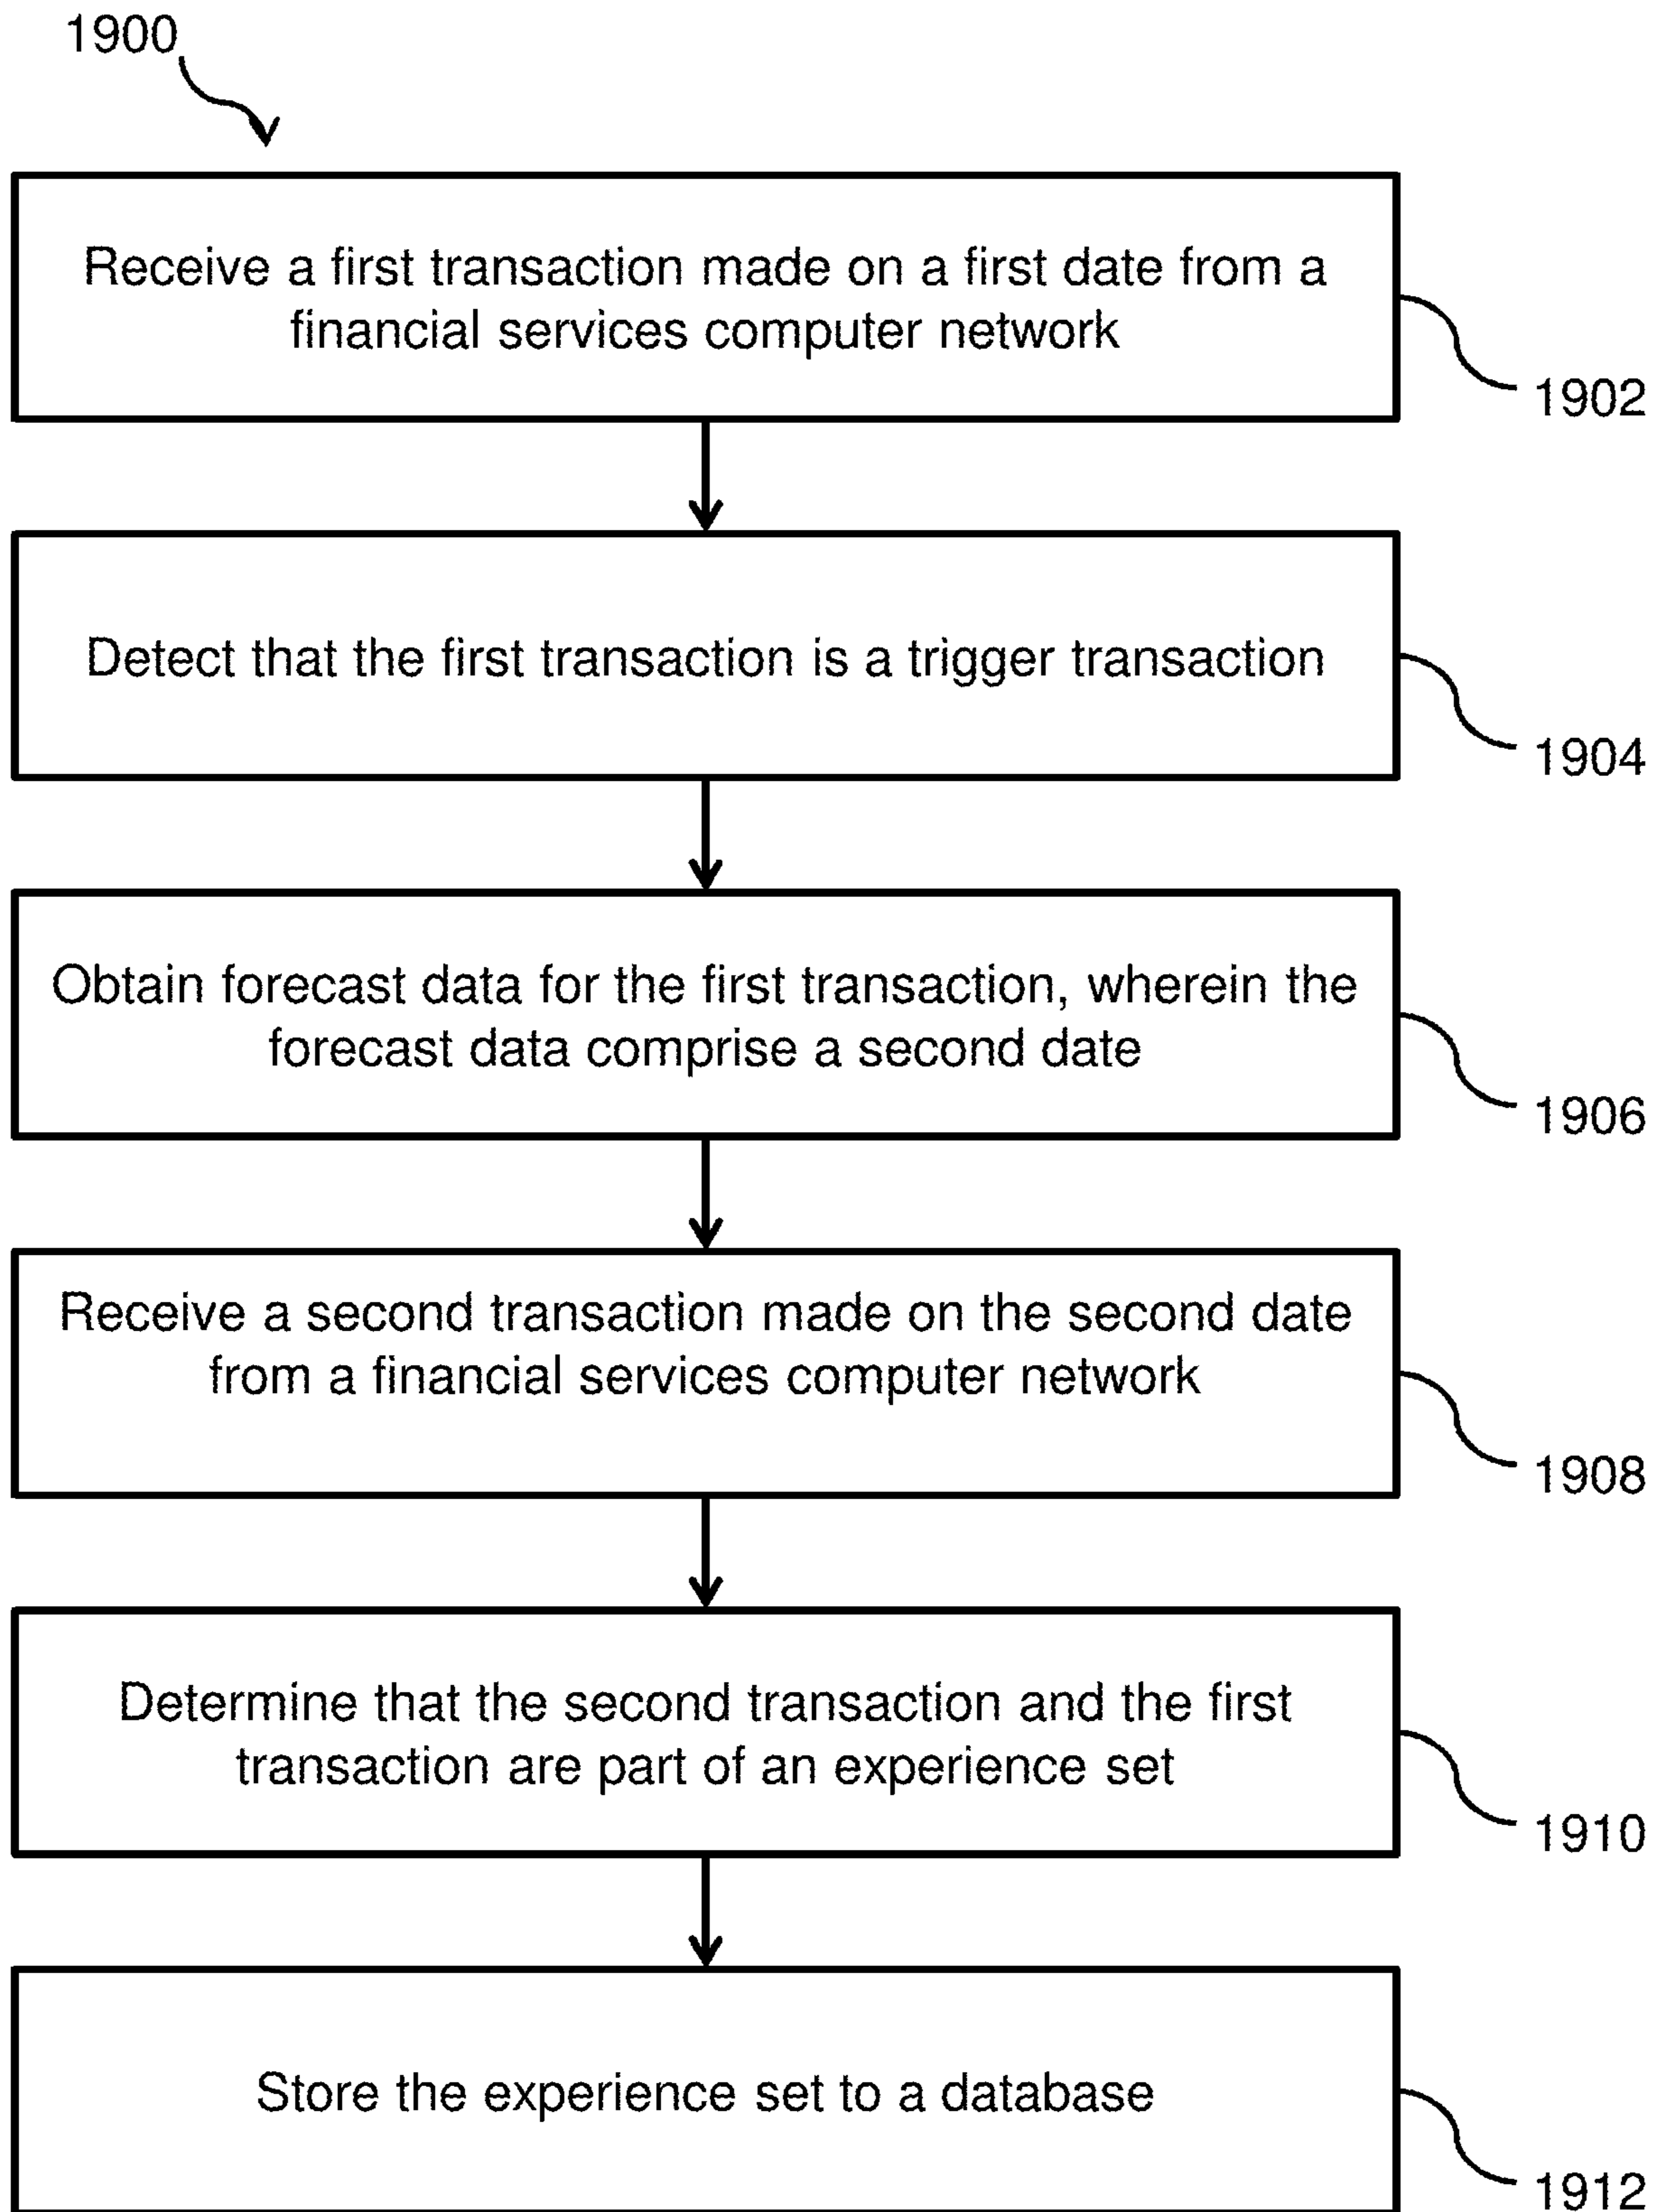 1900
Receive a first transaction made on a first date from a
financial services computer network
1902
Detect that the first transaction is a trigger transaction
1904
Obtain forecast data for the first transaction, wherein the
forecast data comprise a second date
1906
Receive a second transaction made on the second date
from a financial services computer network
1908
Determine that the second transaction and the first
transaction are part of an experience set
1910
Store the experience set to a database
1912